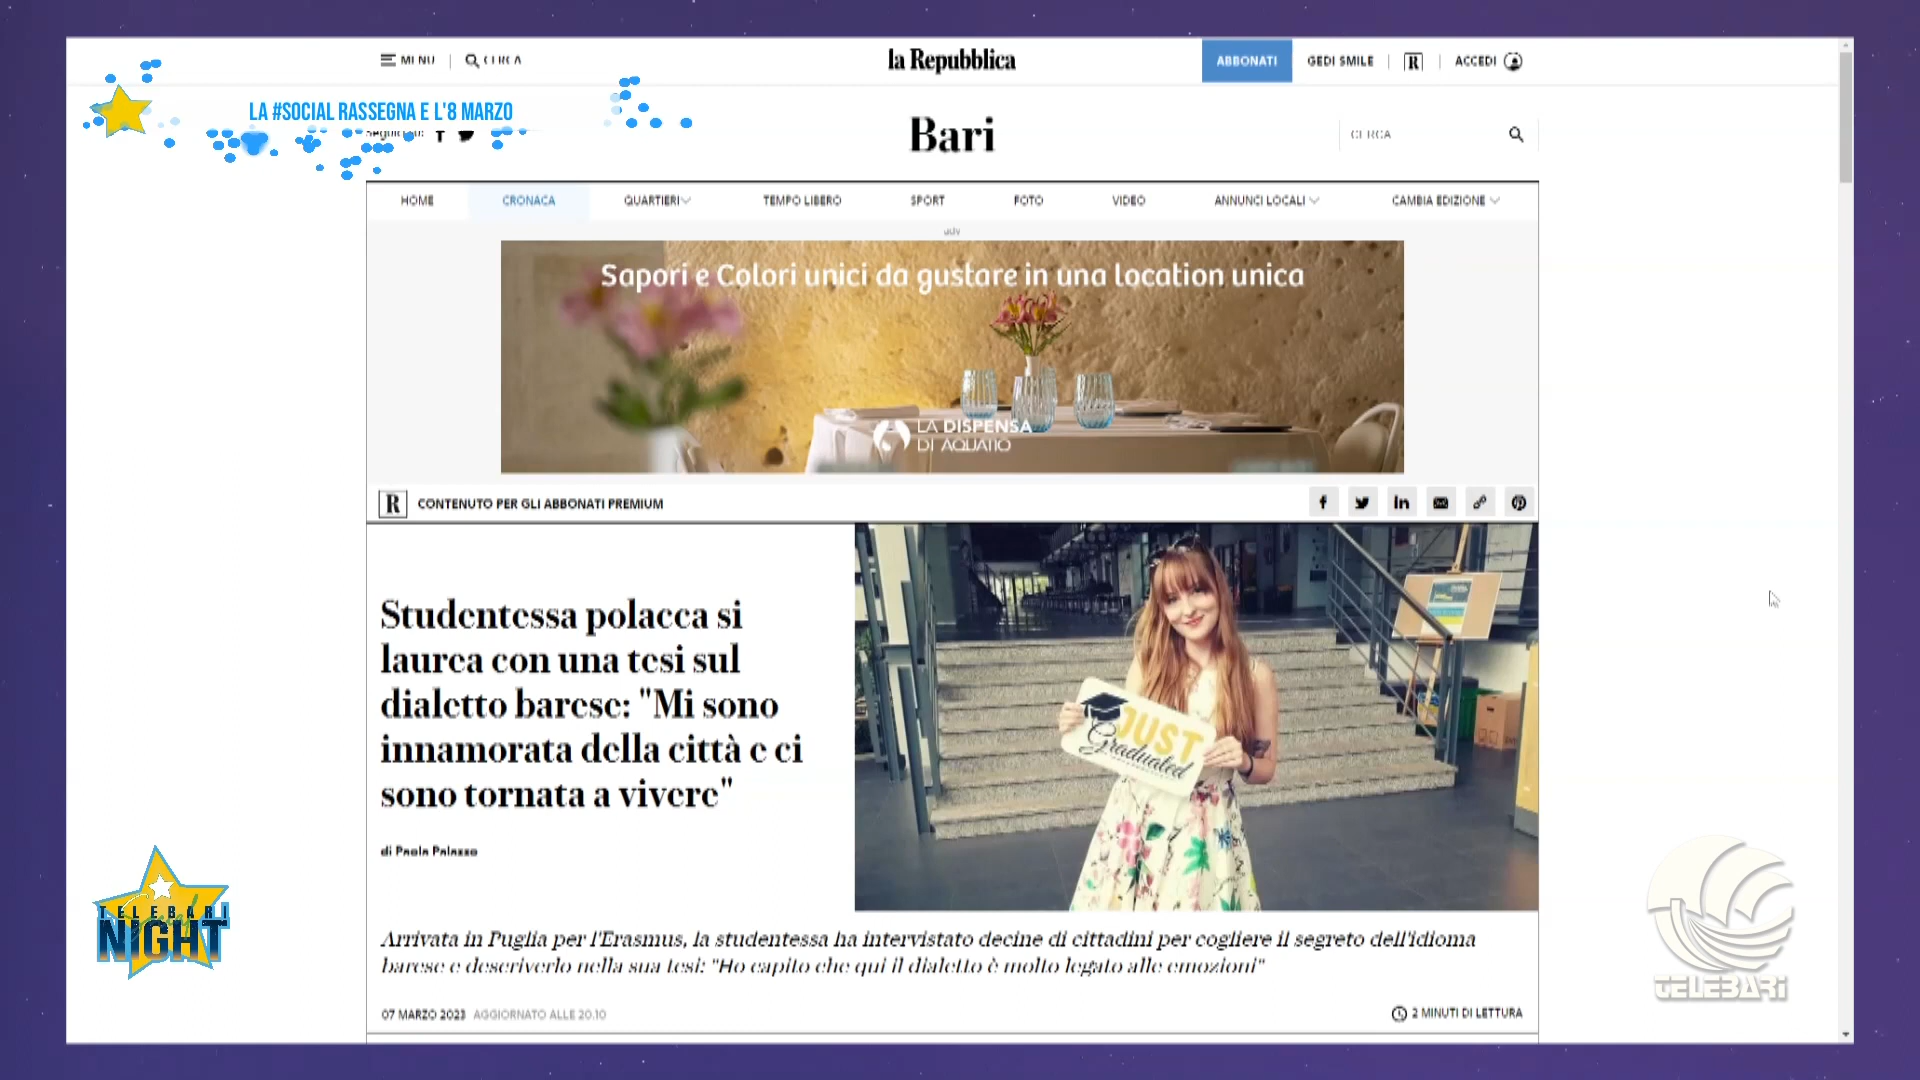 MENU
CERCA
la Repubblica
ABBONATI
GEDI SMILE
R
ACCEDI
LA #SOCIAL RASSEGNA E L'8 MARZO
Bari
CERCA
HOME
CRONACA
QUARTIERI
TEMPO LIBERO
SPORT
FOTO
VIDEO
ANNUNCI LOCALI
CAMBIA EDIZIONE
adv
Sapori e Colori unici da gustare in una location unica
LA DISPENSA
DI AQUATIO
R CONTENUTO PER GLI ABBONATI PREMIUM
Studentessa polacca si
laurea con una tesi sul
dialetto barese: "Mi sono
innamorata della città e ci
sono tornata a vivere"
di Paola Palazzo
JUST
Graduated
Arrivata in Puglia per l'Erasmus, la studentessa ha intervistato decine di cittadini per cogliere il segreto dell'idioma
barese e descriverlo nella sua tesi: "Ho capito che qui il dialetto è molto legato alle emozioni"
07 MARZO 2023 AGGIORNATO ALLE 20.10
2 MINUTI DI LETTURA
TELEBARI
NIGHT
TELEBARI